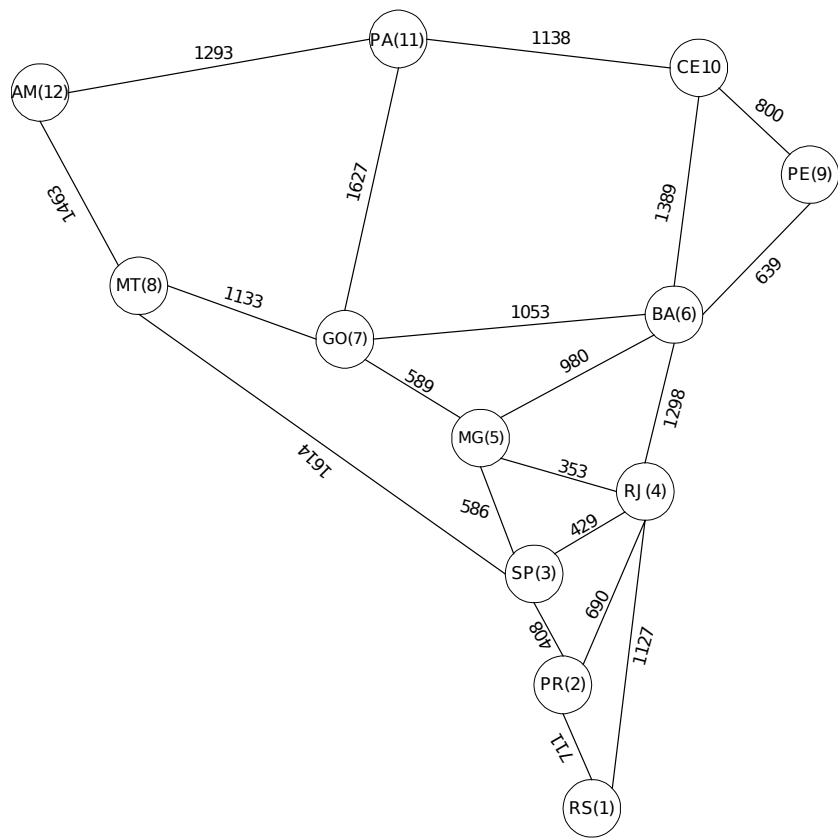 PA(11)
1293
1138
CE10
AM(12)
800
PE(9)
1627
1389
1463
639
MT(8)
1133
BA(6)
1053
GO(7)
980
589
1298
MG(5)
353
1614
RJ(4)
586
429
SP(3)
690
408
1127
PR(2)
711
RS(1)